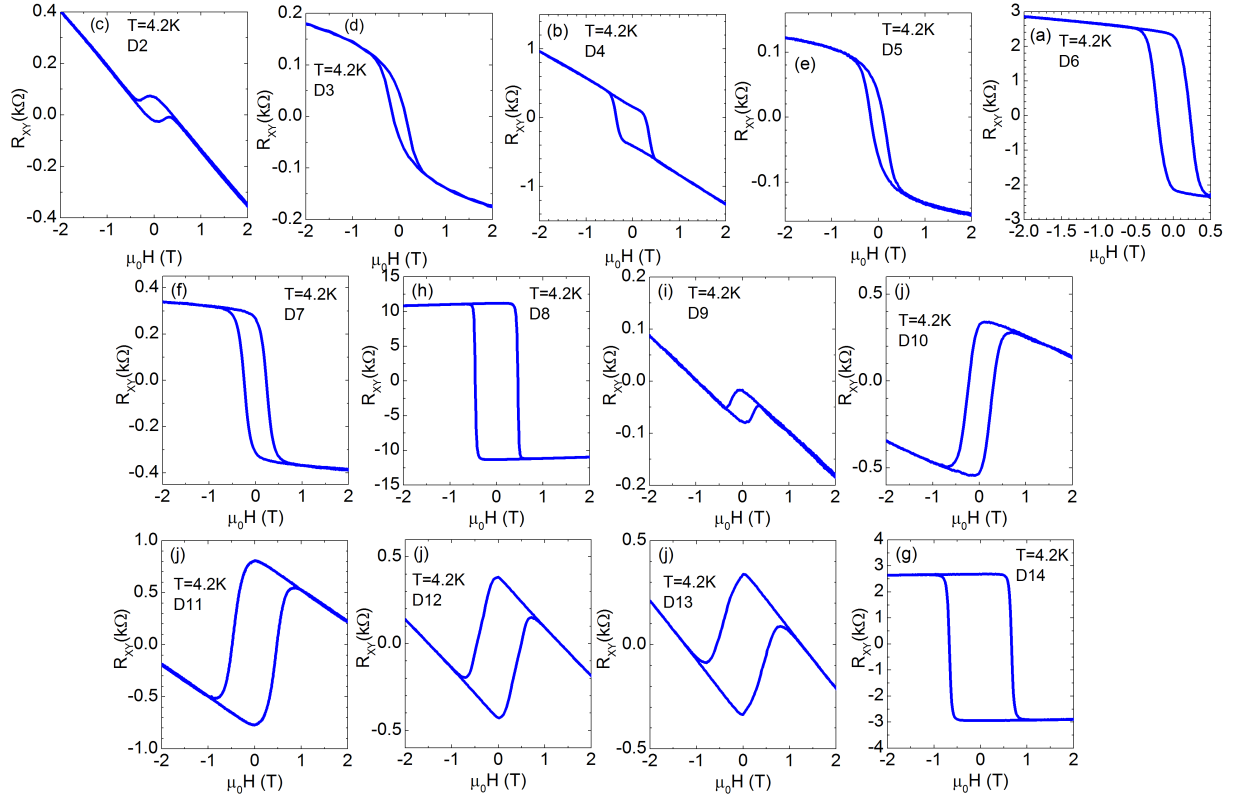 (c)
T=4.2K
D2
0.4
0.2
0.0
-0.2
0.4
R_XY(kΩ)
-2 -1 0 1 2
μ₀H (T)
(d)
T=4.2K
D3
0.2
0.1
0.0
-0.1
-0.2
R_XY(kΩ)
-2 -1 0 1 2
μ₀H (T)
(b)
T=4.2K
D4
1
0
-1
R_XY(kΩ)
-2 -1 0 1 2
μ₀H (T)
T=4.2K
D5
(e)
0.1
0.0
-0.1
R_XY(kΩ)
-2 -1 0 1 2
μ₀H (T)
(a)
T=4.2K
D6
3
2
1
0
-1
-2
-3
R_XY(kΩ)
-2.0 -1.5 -1.0 -0.5 0.0 0.5
μ₀H (T)
(f)
T=4.2K
D7
0.4
0.2
0.0
-0.2
-0.4
R_XY(kΩ)
-2 -1 0 1 2
μ₀H (T)
(h)
T=4.2K
D8
15
10
5
0
-5
-10
-15
R_XY(kΩ)
-2 -1 0 1 2
μ₀H (T)
(i)
T=4.2K
D9
0.2
0.1
0.0
-0.1
-0.2
R_XY(kΩ)
-2 -1 0 1 2
μ₀H (T)
(j)
T=4.2K
D10
0.5
0.0
-0.5
R_XY(kΩ)
-2 -1 0 1 2
μ₀H (T)
(j)
T=4.2K
D11
1.0
0.5
0.0
-0.5
-1.0
R_XY(kΩ)
-2 -1 0 1 2
μ₀H (T)
(j)
T=4.2K
D12
0.5
0.0
-0.5
R_XY(kΩ)
-2 -1 0 1 2
μ₀H (T)
(j)
T=4.2K
D13
0.5
0.0
-0.5
R_XY(kΩ)
-2 -1 0 1 2
μ₀H (T)
(g)
T=4.2K
D14
4
3
2
1
0
-1
-2
-3
-4
R_XY(kΩ)
-2 -1 0 1 2
μ₀H (T)